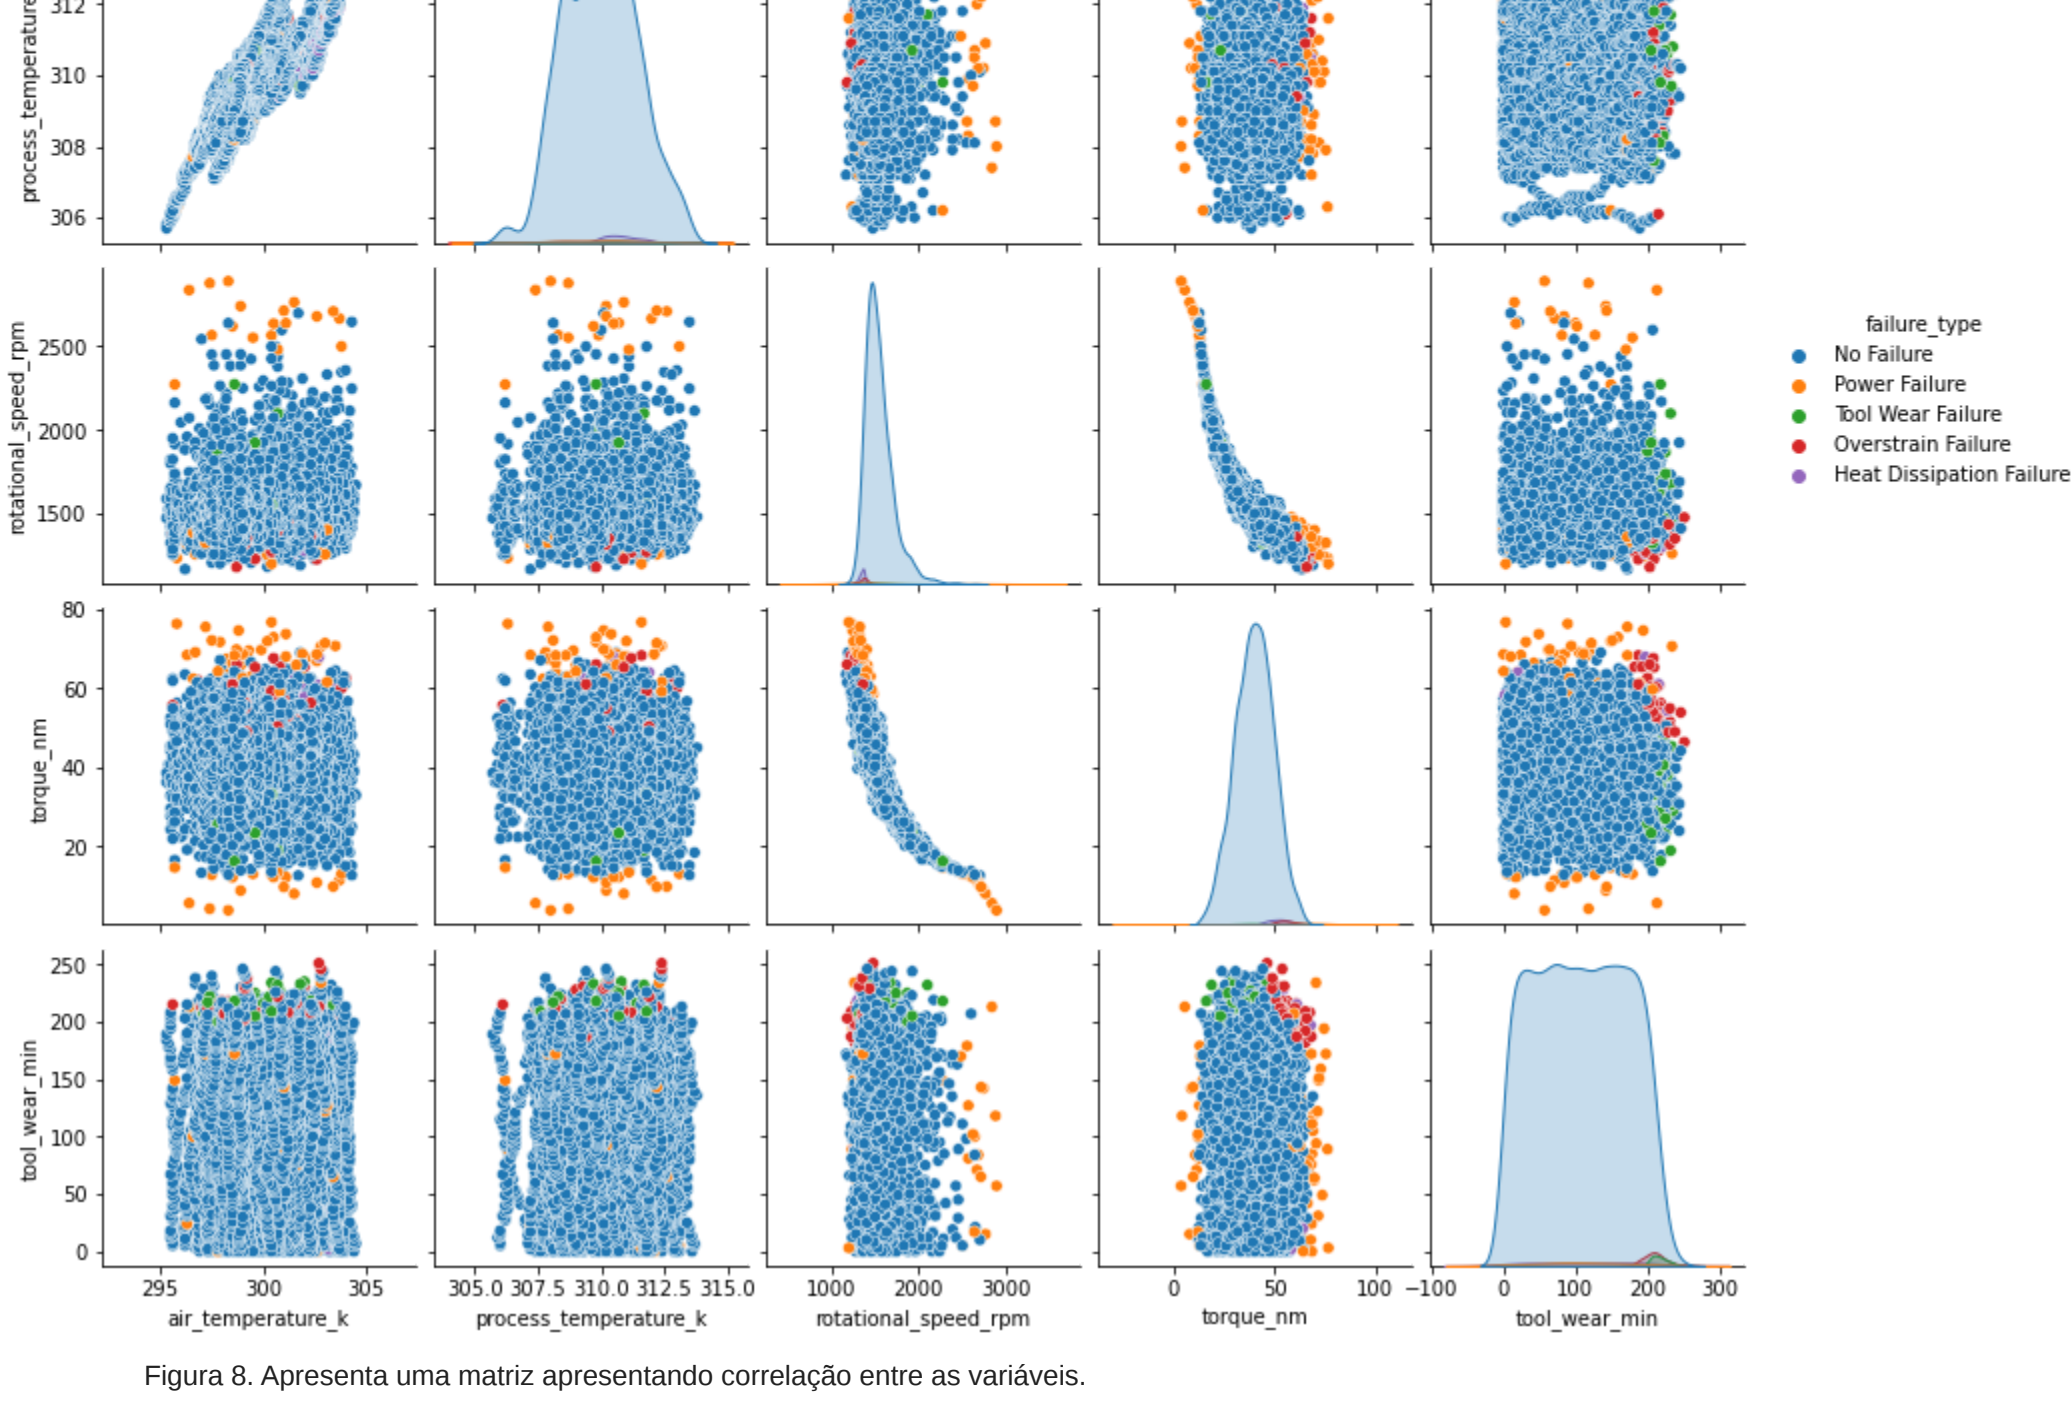 process_temperature
312
310
308
306
rotational_speed_rpm
2500
2000
1500
failure_type
No Failure
Power Failure
Tool Wear Failure
Overstrain Failure
Heat Dissipation Failure
torque_nm
80
60
40
20
tool_wear_min
250
200
150
100
50
0
295 300 305 305.0 307.5 310.0 312.5 315.0 1000 2000 3000 0 50 100 −100 0 100 200 300
air_temperature_k process_temperature_k rotational_speed_rpm torque_nm tool_wear_min
Figura 8. Apresenta uma matriz apresentando correlação entre as variáveis.